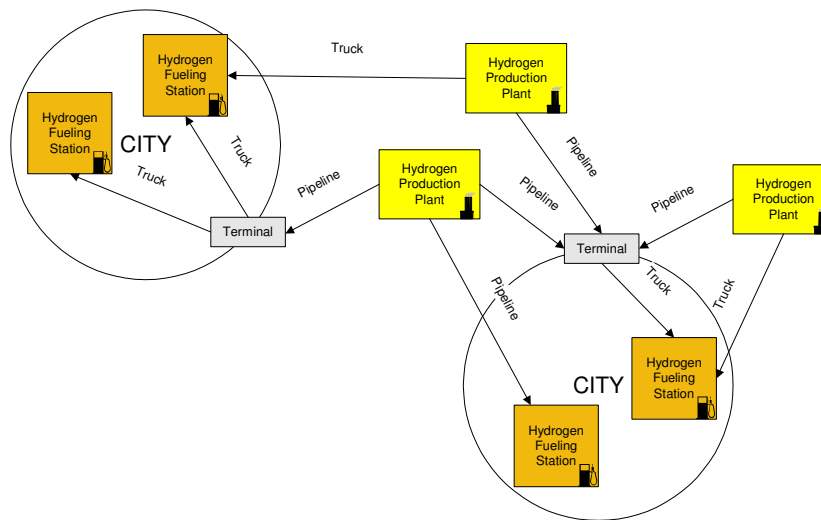 Hydrogen
Fueling
Station
Truck
Hydrogen
Production
Plant
Hydrogen
Fueling
Station
CITY
Truck
Truck
Pipeline
Terminal
Hydrogen
Production
Plant
Pipeline
Pipeline
Pipeline
Hydrogen
Production
Plant
Terminal
Pipeline
Truck
Truck
CITY
Hydrogen
Fueling
Station
Hydrogen
Fueling
Station